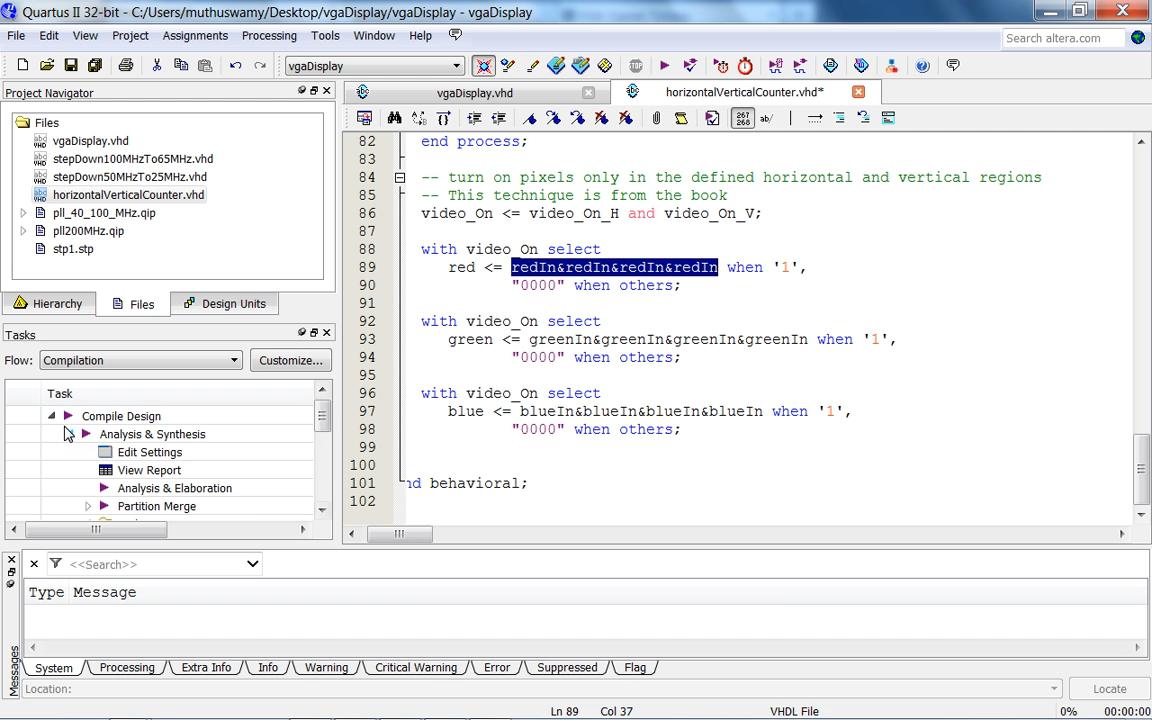 Quartus II 32-bit - C:/Users/muthuswamy/Desktop/vgaDisplay/vgaDisplay - vgaDisplay
File Edit View Project Assignments Processing Tools Window Help
Search altera.com
vgaDisplay
Project Navigator
Files
vgaDisplay.vhd
stepDown100MHzTo65MHz.vhd
stepDown50MHzTo25MHz.vhd
horizontalVerticalCounter.vhd
pll_40_100_MHz.qip
pll200MHz.qip
stp1.stp
Hierarchy Files Design Units
Tasks
Flow: Compilation Customize...
Task
Compile Design
Analysis & Synthesis
Edit Settings
View Report
Analysis & Elaboration
Partition Merge
vgaDisplay.vhd horizontalVerticalCounter.vhd*
267
268
ab/
82 end process;
83
84 -- turn on pixels only in the defined horizontal and vertical regions
85 -- This technique is from the book
86 video_On <= video_On_H and video_On_V;
87
88 with video_On select
89 red <= redIn&redIn&redIn&redIn when '1',
90 "0000" when others;
91
92 with video_On select
93 green <= greenIn&greenIn&greenIn&greenIn when '1',
94 "0000" when others;
95
96 with video_On select
97 blue <= blueIn&blueIn&blueIn&blueIn when '1',
98 "0000" when others;
99
100
101 nd behavioral;
102
<<Search>>
Type Message
System Processing Extra Info Info Warning Critical Warning Error Suppressed Flag
Messages
Location: Locate
Ln 89 Col 37 VHDL File 0% 00:00:00